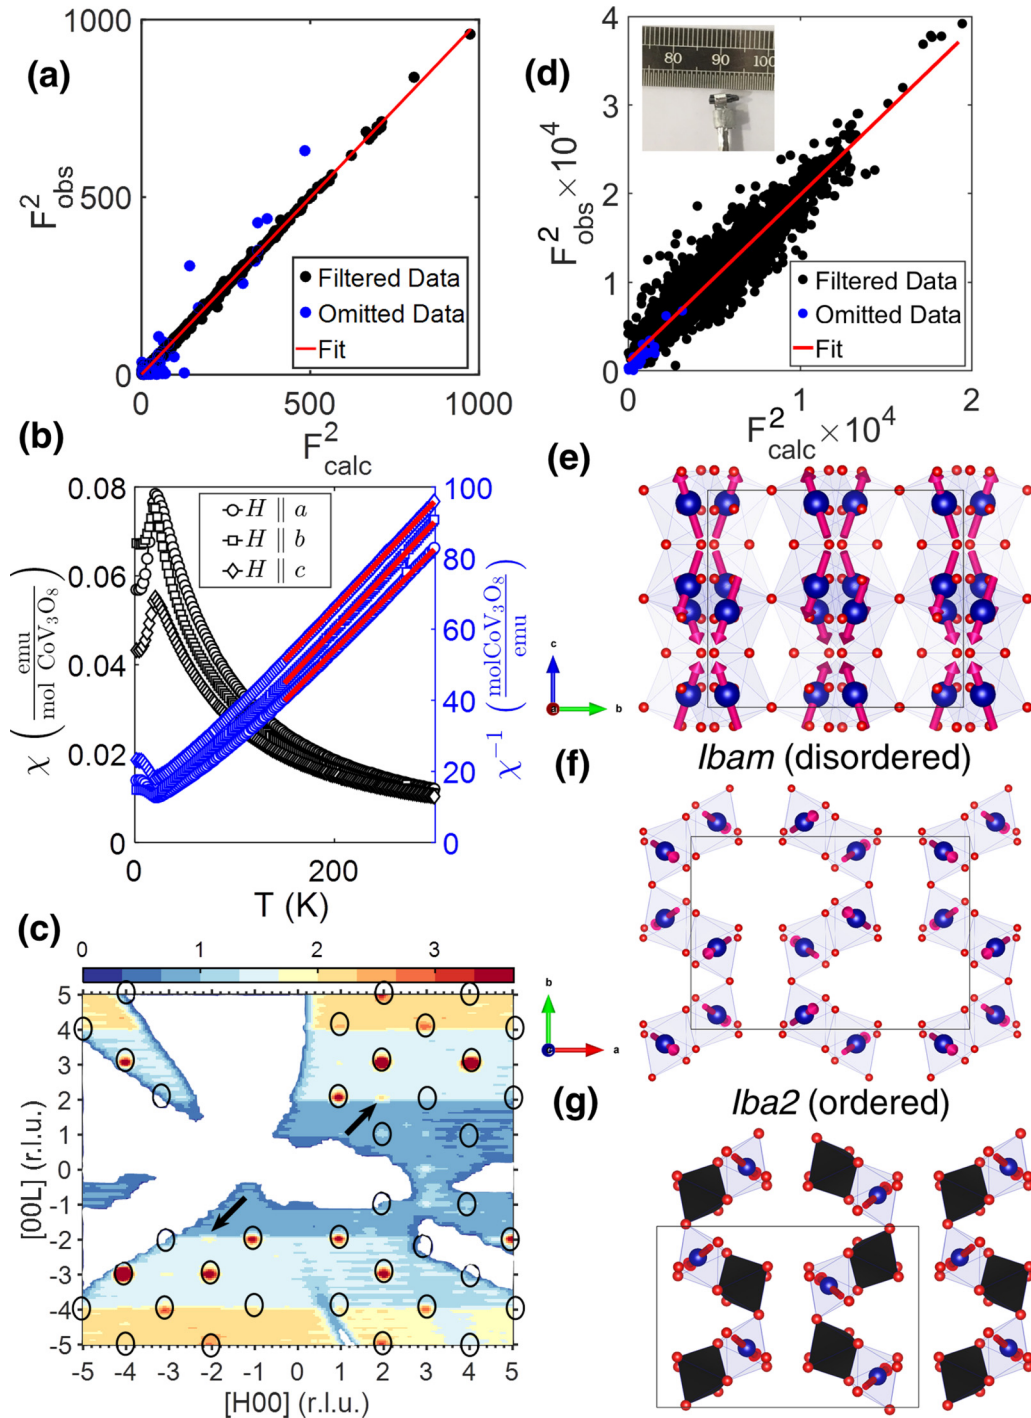 (a)
1000
500
0
F²obs
Filtered Data
Omitted Data
Fit
0 500 1000
F²calc
(d)
4
3
2
1
0
F²obs × 10⁴
80 90 100
Filtered Data
Omitted Data
Fit
0 1 2
F²calc × 10⁴
(b)
0.08
0.06
0.04
0.02
0
χ (emu / mol CoV₃O₈)
H ∥ a
H ∥ b
H ∥ c
100
80
60
40
20
0
χ⁻¹ (molCoV₃O₈ / emu)
0 200
T (K)
(e)
c
a
b
Ibam (disordered)
(f)
b
c
a
Iba2 (ordered)
(g)
(c)
0 1 2 3
5
4
3
2
1
0
-1
-2
-3
-4
-5
[00L] (r.l.u.)
-5 -4 -3 -2 -1 0 1 2 3 4 5
[H00] (r.l.u.)